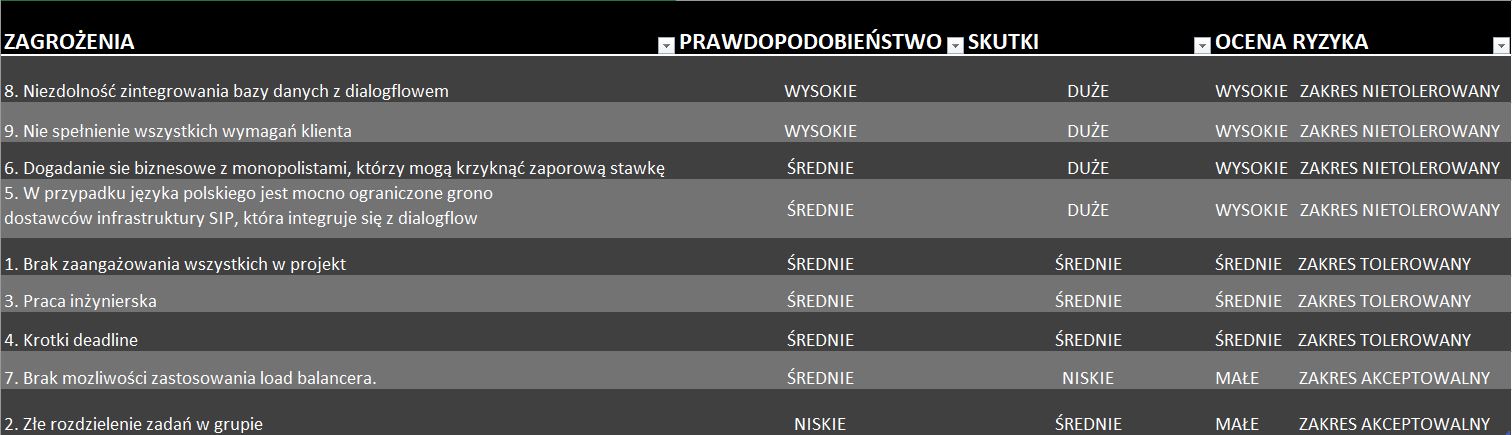 ZAGROŻENIA PRAWDOPODOBIEŃSTWO SKUTKI OCENA RYZYKA
8. Niezdolność zintegrowania bazy danych z dialogflowem WYSOKIE DUŻE WYSOKIE ZAKRES NIETOLEROWANY
9. Nie spełnienie wszystkich wymagań klienta WYSOKIE DUŻE WYSOKIE ZAKRES NIETOLEROWANY
6. Dogadanie sie biznesowe z monopolistami, którzy mogą krzyknąć zaporową stawkę ŚREDNIE DUŻE WYSOKIE ZAKRES NIETOLEROWANY
5. W przypadku języka polskiego jest mocno ograniczone grono
dostawców infrastruktury SIP, która integruje się z dialogflow ŚREDNIE DUŻE WYSOKIE ZAKRES NIETOLEROWANY
1. Brak zaangażowania wszystkich w projekt ŚREDNIE ŚREDNIE ŚREDNIE ZAKRES TOLEROWANY
3. Praca inżynierska ŚREDNIE ŚREDNIE ŚREDNIE ZAKRES TOLEROWANY
4. Krotki deadline ŚREDNIE ŚREDNIE ŚREDNIE ZAKRES TOLEROWANY
7. Brak mozliwości zastosowania load balancera. ŚREDNIE NISKIE MAŁE ZAKRES AKCEPTOWALNY
2. Złe rozdzielenie zadań w grupie NISKIE ŚREDNIE MAŁE ZAKRES AKCEPTOWALNY